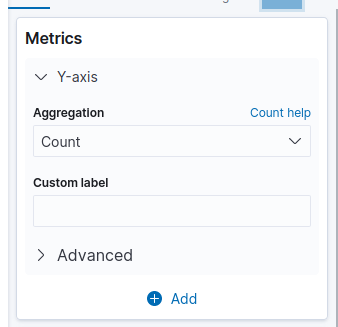 Metrics
Y-axis
Aggregation Count help
Count
Custom label
Advanced
Add